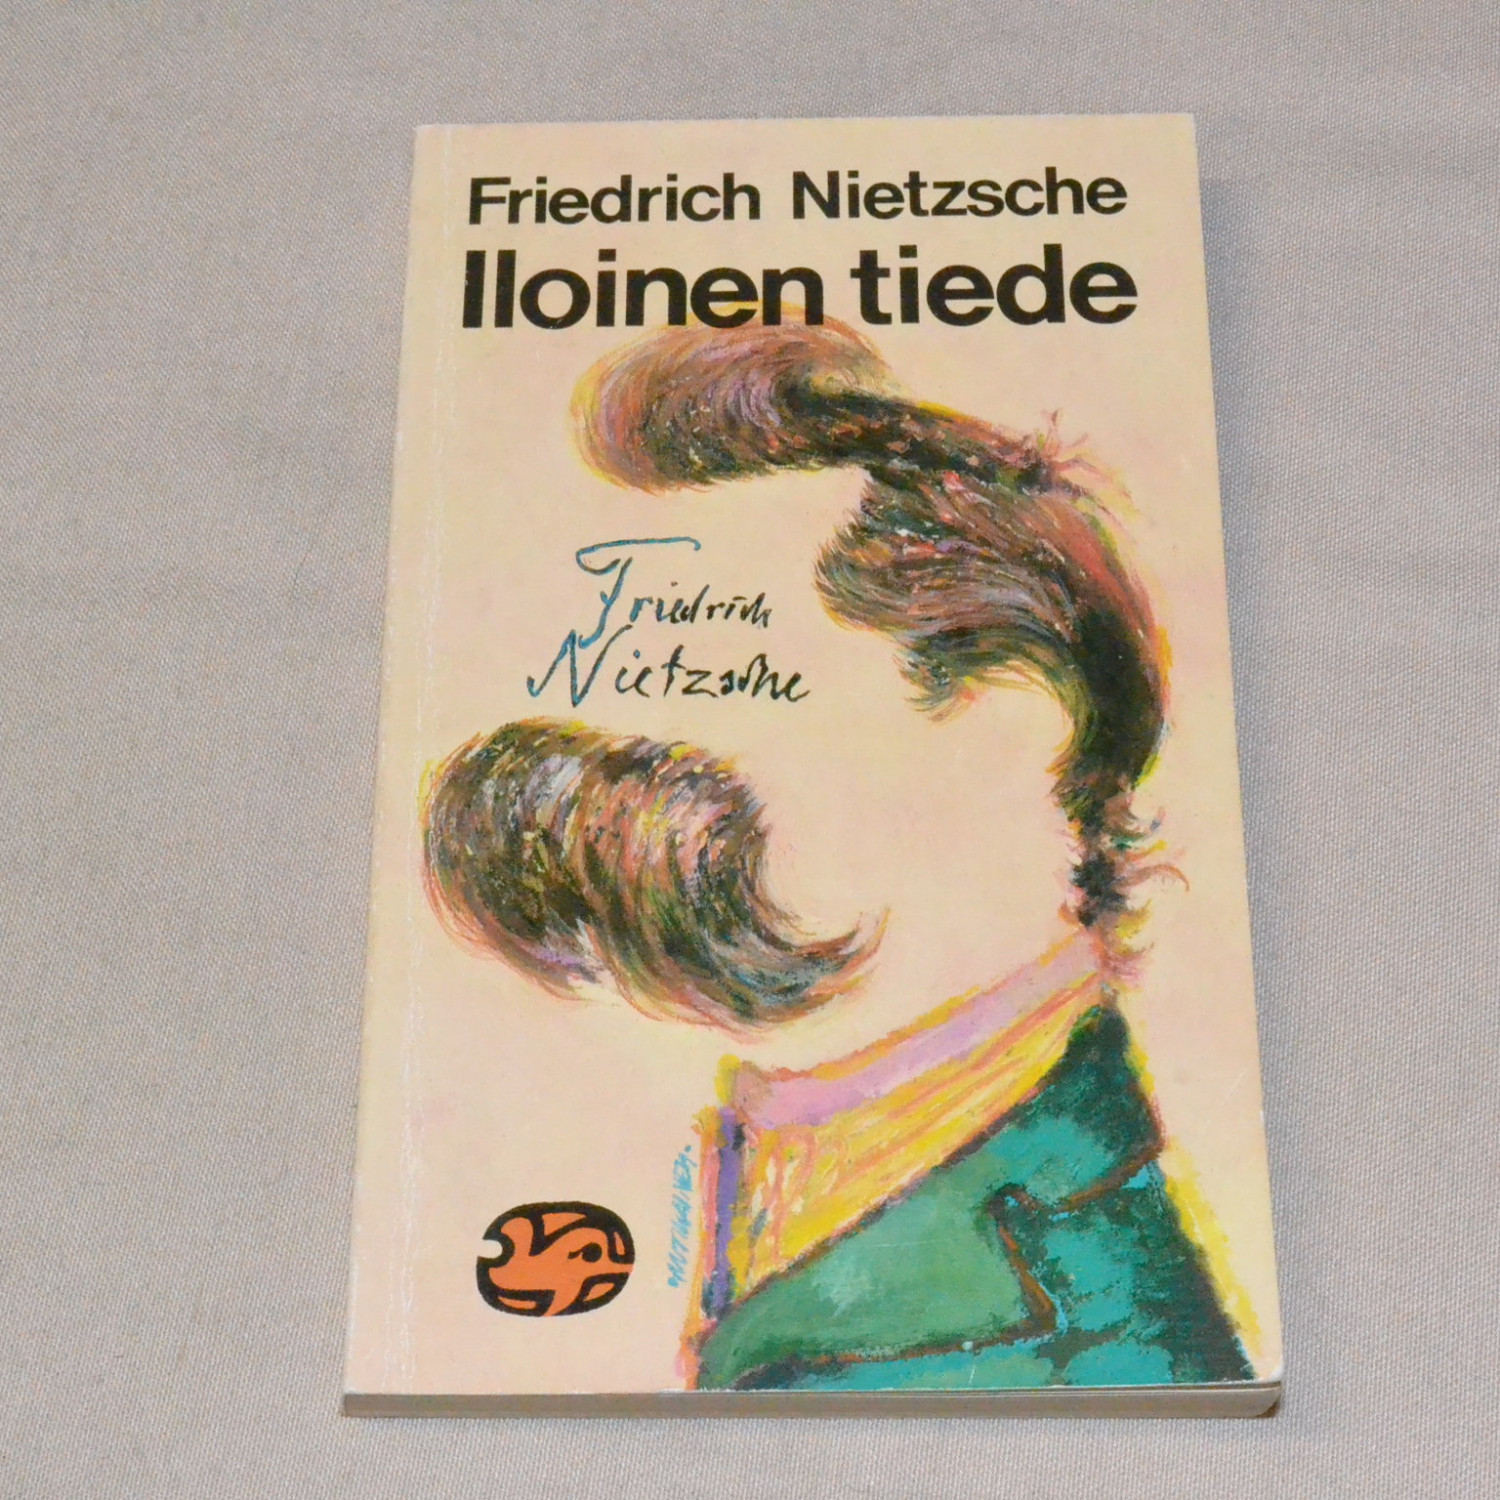 Friedrich Nietzsche
Iloinen tiede
Friedrich
Nietzsche